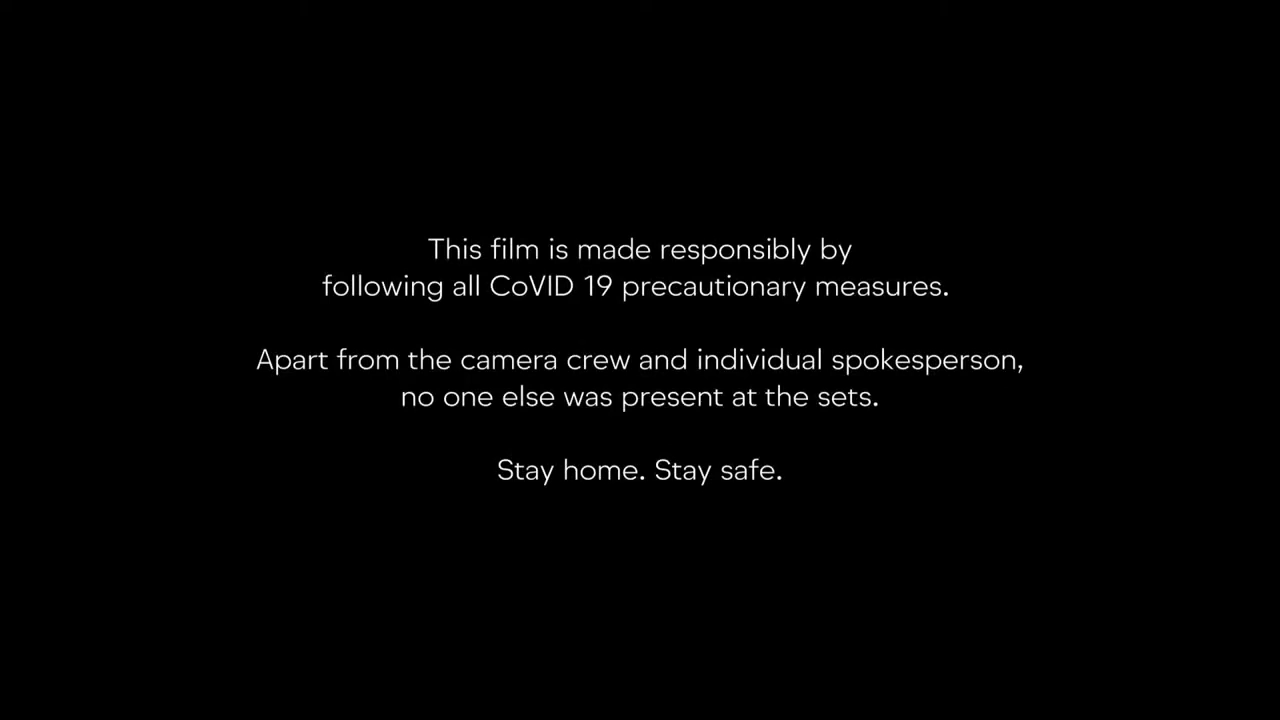 This film is made responsibly by
following all CoVID 19 precautionary measures.
Apart from the camera crew and individual spokesperson,
no one else was present at the sets.
Stay home. Stay safe.